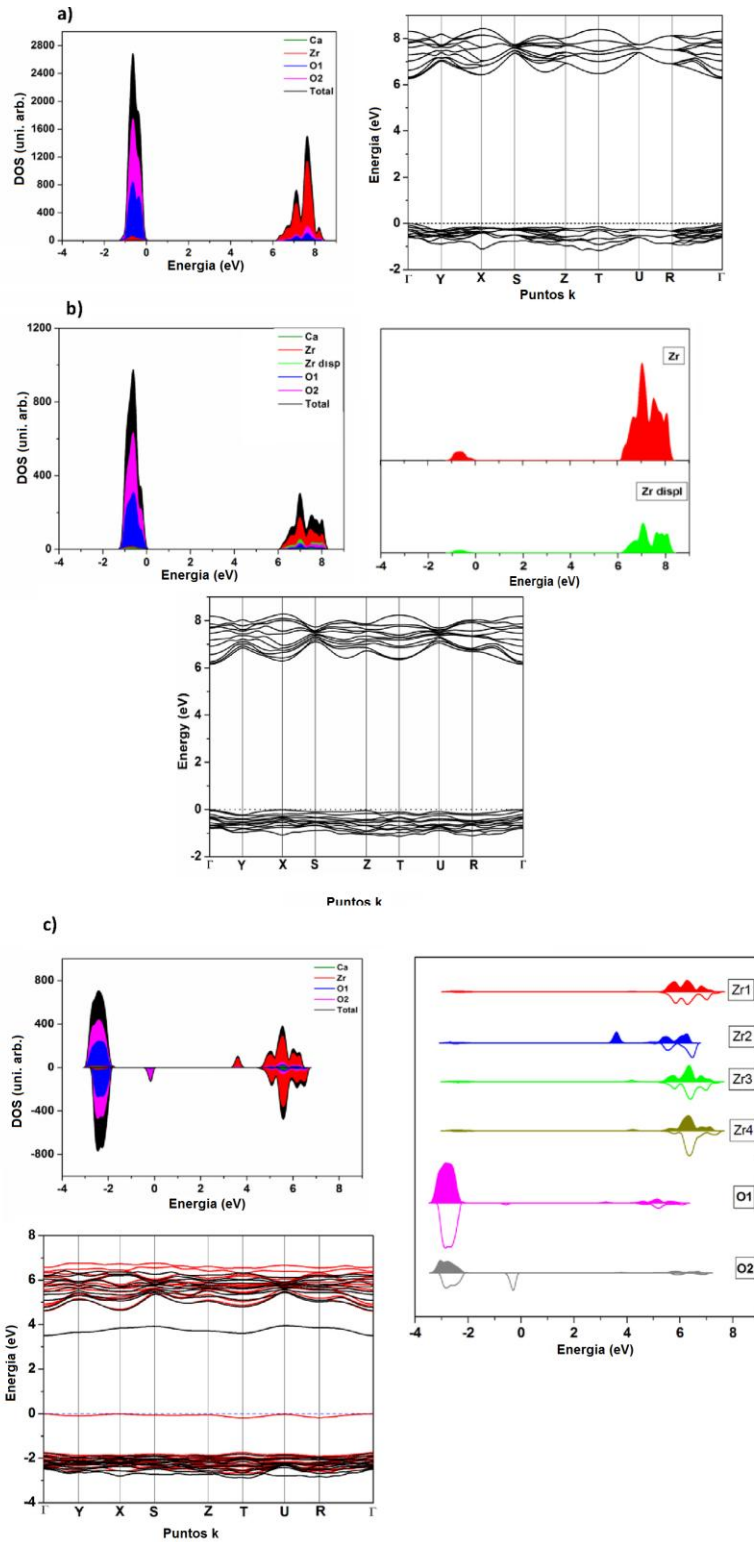 a)
2800
2400
2000
1600
1200
800
400
0
DOS (uni. arb.)
-4 -2 0 2 4 6 8
Energia (eV)
Ca
Zr
O1
O2
Total
8
6
4
2
0
-2
Energia (eV)
Γ Y X S Z T U R Γ
Puntos k
b)
1200
800
400
0
DOS (uni. arb.)
-4 -2 0 2 4 6 8
Energia (eV)
Ca
Zr
Zr disp
O1
O2
Total
Zr
Zr displ
-4 -2 0 2 4 6 8
Energia (eV)
8
6
4
2
0
-2
Energy (eV)
Γ Y X S Z T U R Γ
Puntos k
c)
800
400
0
-400
-800
DOS (uni. arb.)
-4 -2 0 2 4 6 8
Energia (eV)
Ca
Zr
O1
O2
Total
Zr1
Zr2
Zr3
Zr4
O1
O2
-4 -2 0 2 4 6 8
Energia (eV)
8
6
4
2
0
-2
-4
Energia (eV)
Γ Y X S Z T U R Γ
Puntos k